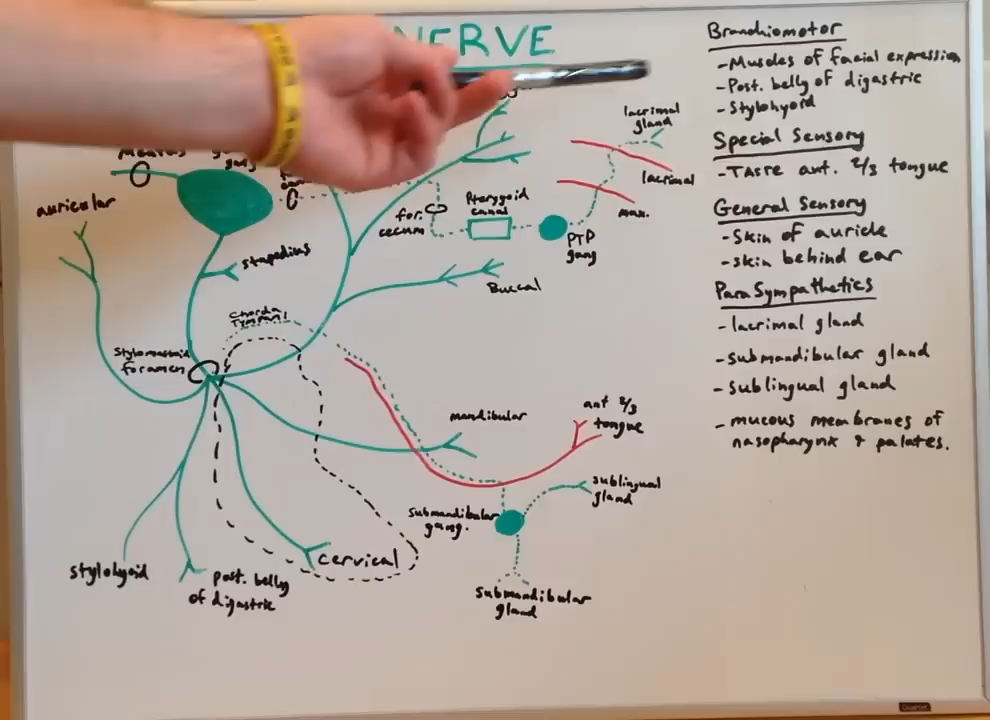 NERVE
Meatus
gang
auricular
stapedius
for.
cecum
Pterygoid
canal
PTP
gang
lacrimal
gland
lacrimal
max.
Buccal
Chorda
Tympani
Stylomastoid
foramen
mandibular
ant 2/3
tongue
sublingual
gland
submandibular
gang.
submandibular
gland
cervical
stylohyoid
post. belly
of digastric
Branchiomotor
-Muscles of facial expression
-Post. belly of digastric
-Stylohyoid
Special Sensory
-Taste ant. 2/3 tongue
General Sensory
-Skin of auricle
-skin behind ear
ParaSympathetics
-lacrimal gland
-submandibular gland
-sublingual gland
-mucous membranes of
nasopharynx & palates.